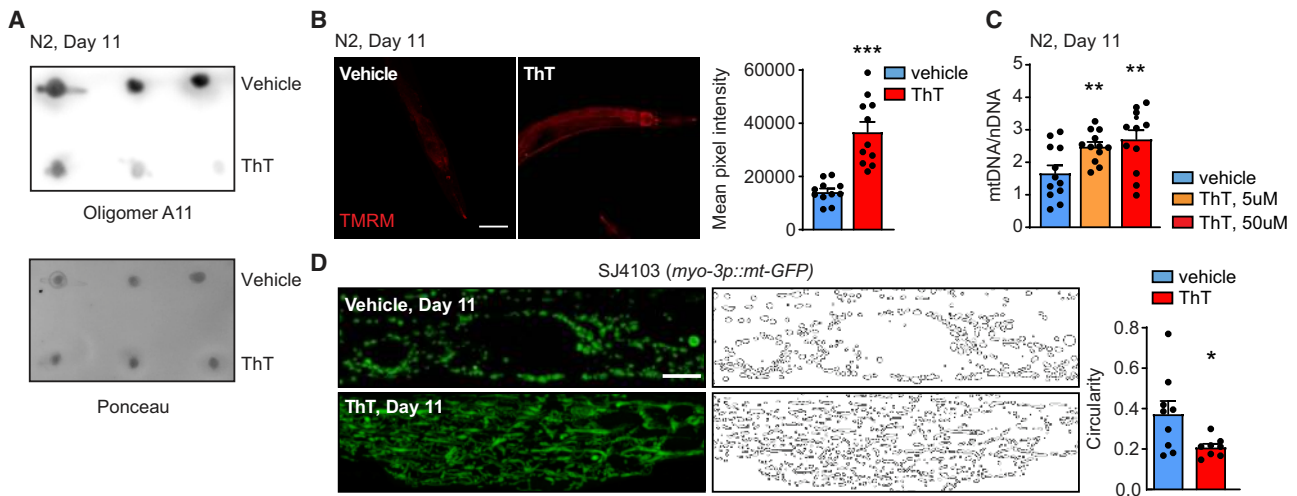 A
N2, Day 11
Vehicle
ThT
Oligomer A11
Vehicle
ThT
Ponceau
B
N2, Day 11
Vehicle
ThT
TMRM
***
vehicle
ThT
Mean pixel intensity
60000
40000
20000
0
C
N2, Day 11
**
**
mtDNA/nDNA
5
4
3
2
1
0
vehicle
ThT, 5uM
ThT, 50uM
D
SJ4103 (myo-3p::mt-GFP)
Vehicle, Day 11
ThT, Day 11
vehicle
ThT
*
Circularity
0.8
0.6
0.4
0.2
0.0